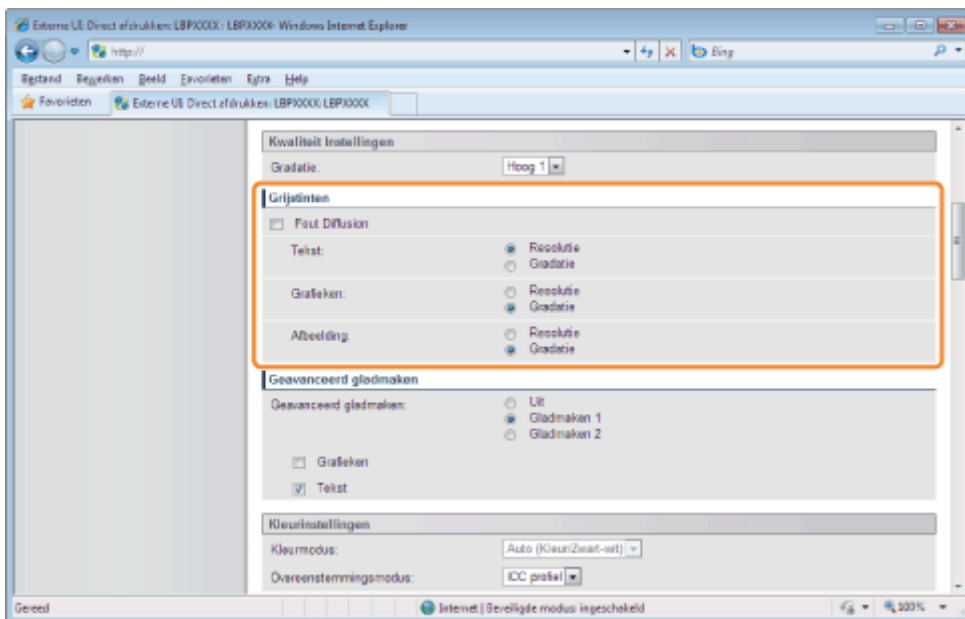 Externe UI: Direct afdrukken: LBPXXXX : LBPXXXX- Windows Internet Explorer
http://
Bing
Bestand Bewerken Beeld Favorieten Extra Help
Favorieten Externe UI: Direct afdrukken: LBPXXXX: LBPXXXX
Kwaliteit Instellingen
Gradatie: Hoog 1
Grijstinten
Fout Diffusion
Tekst: Resolutie
Gradatie
Grafieken: Resolutie
Gradatie
Afbeelding: Resolutie
Gradatie
Geavanceerd gladmaken
Geavanceerd gladmaken: Uit
Gladmaken 1
Gladmaken 2
Grafieken
Tekst
Kleurinstellingen
Kleurmodus: Auto (Kleur/Zwart-wit)
Overeenstemmingsmodus: ICC profiel
Gereed Internet | Beveiligde modus: ingeschakeld 100%